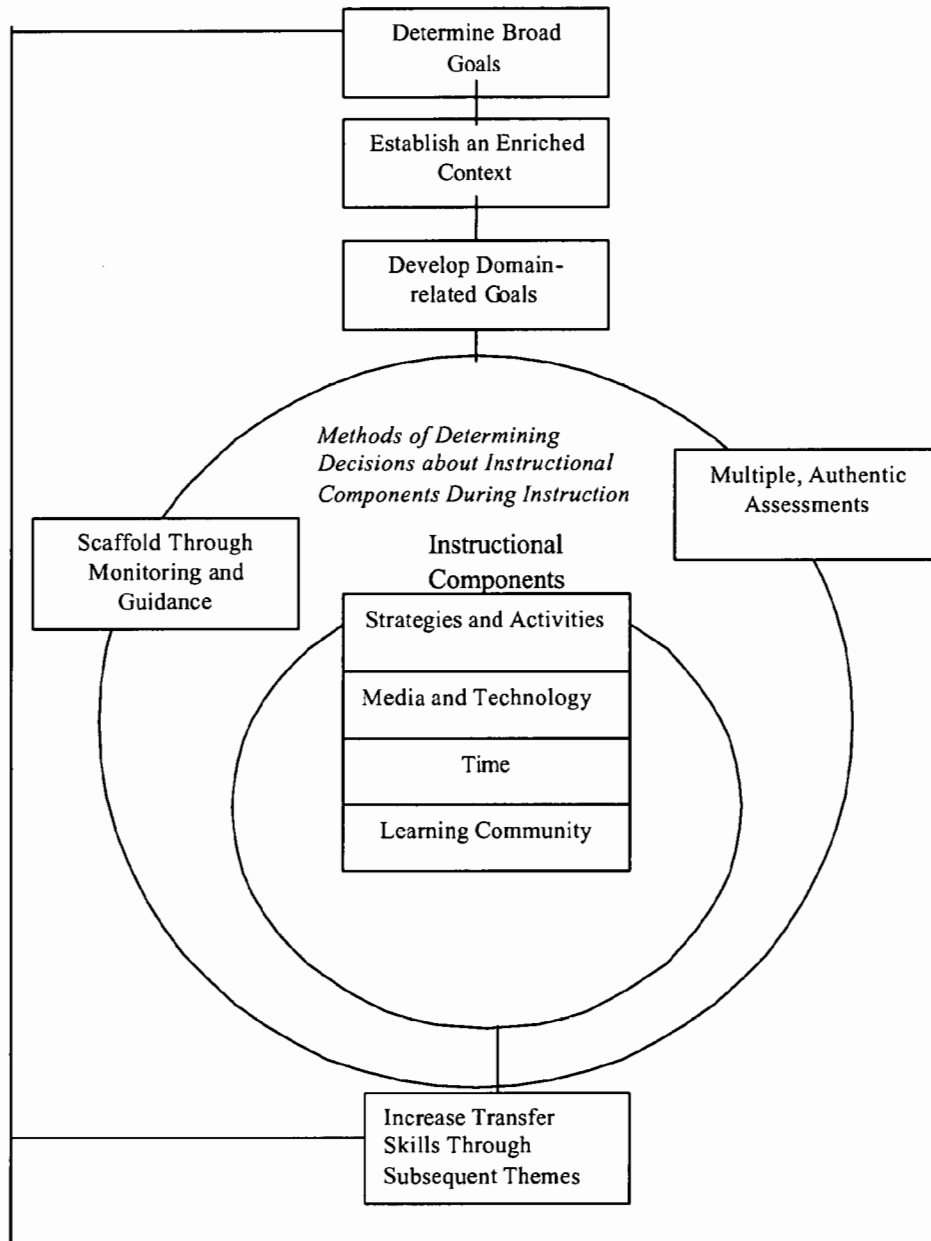 Determine Broad
Goals
Establish an Enriched
Context
Develop Domain-
related Goals
Methods of Determining
Decisions about Instructional
Components During Instruction
Multiple, Authentic
Assessments
Scaffold Through
Monitoring and
Guidance
Instructional
Components
Strategies and Activities
Media and Technology
Time
Learning Community
Increase Transfer
Skills Through
Subsequent Themes